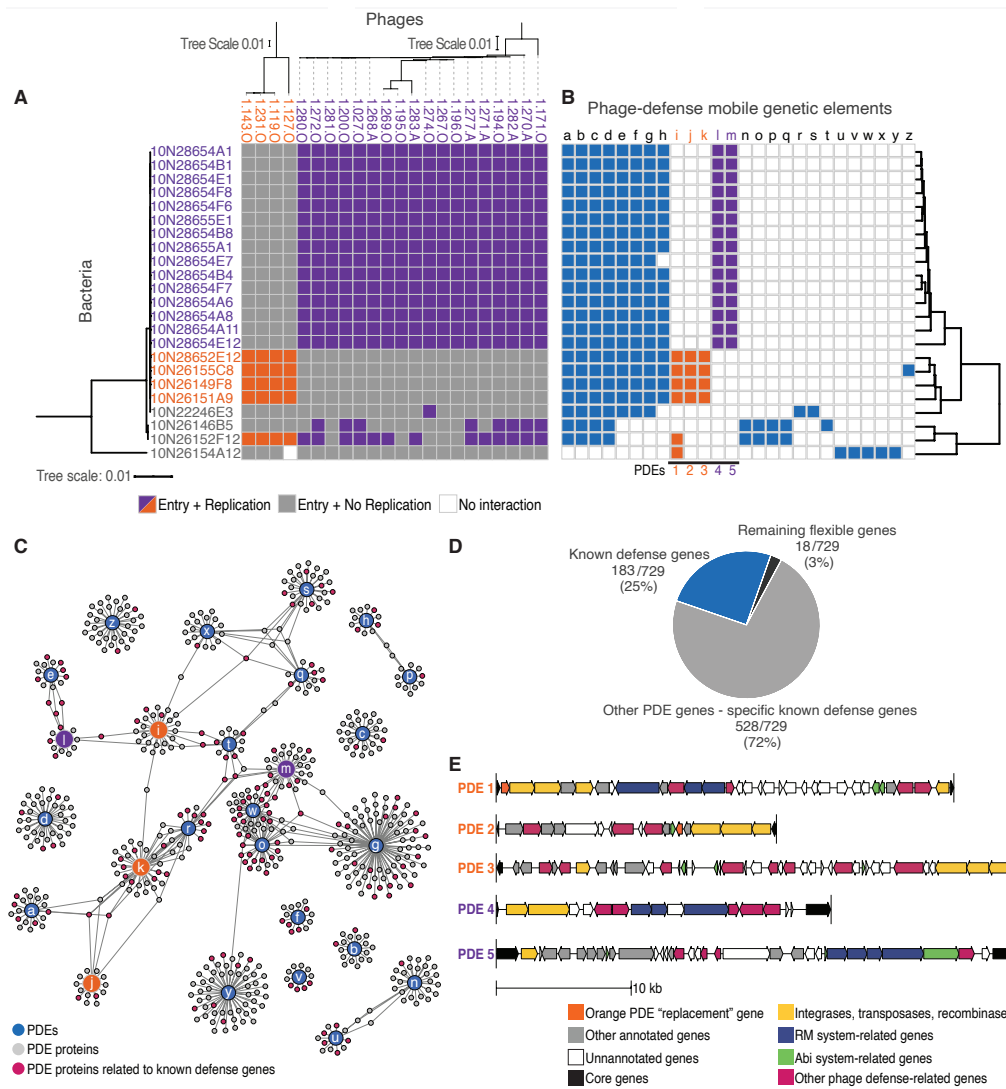 Phages
Tree Scale 0.01
Tree Scale 0.01
A
1.143.O
1.231.O
1.119.O
1.127.O
1.280.O
1.272.O
1.281.O
1.200.O
1.027.O
1.268.A
1.269.O
1.195.O
1.283.A
1.274.O
1.267.O
1.196.O
1.277.A
1.271.A
1.194.O
1.282.A
1.270.A
1.171.O
B
Phage-defense mobile genetic elements
a b c d e f g h i j k l m n o p q r s t u v w x y z
Bacteria
10N28654A1
10N28654B1
10N28654E1
10N28654F8
10N28654F6
10N28655E1
10N28654B8
10N28655A1
10N28654E7
10N28654B4
10N28654F7
10N28654A6
10N28654A8
10N28654A11
10N28654E12
10N28652E12
10N26155C8
10N26149F8
10N26151A9
10N222246E3
10N26146B5
10N26152F12
10N26154A12
Tree scale: 0.01
PDEs 1 2 3 4 5
Entry + Replication
Entry + No Replication
No interaction
C
z
s
x
h
e
q
p
l
i
t
c
m
d
w
r
o
g
k
a
f
b
j
v
y
n
u
PDEs
PDE proteins
PDE proteins related to known defense genes
D
Remaining flexible genes
18/729
(3%)
Known defense genes
183/729
(25%)
Other PDE genes - specific known defense genes
528/729
(72%)
E
PDE 1
PDE 2
PDE 3
PDE 4
PDE 5
10 kb
Orange PDE "replacement" gene
Other annotated genes
Unnannotated genes
Core genes
Integrases, transposases, recombinase
RM system-related genes
Abi system-related genes
Other phage defense-related genes